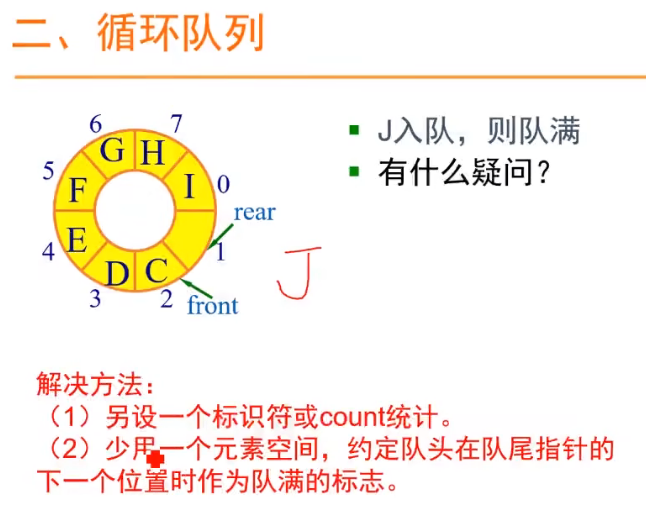 二、循环队列
6
7
G
H
■ J入队，则队满
5
F
I
0
■ 有什么疑问？
rear
4
E
1
J
D
C
3
2
front
解决方法：
（1）另设一个标识符或count统计。
（2）少用一个元素空间，约定队头在队尾指针的
下一个位置时作为队满的标志。